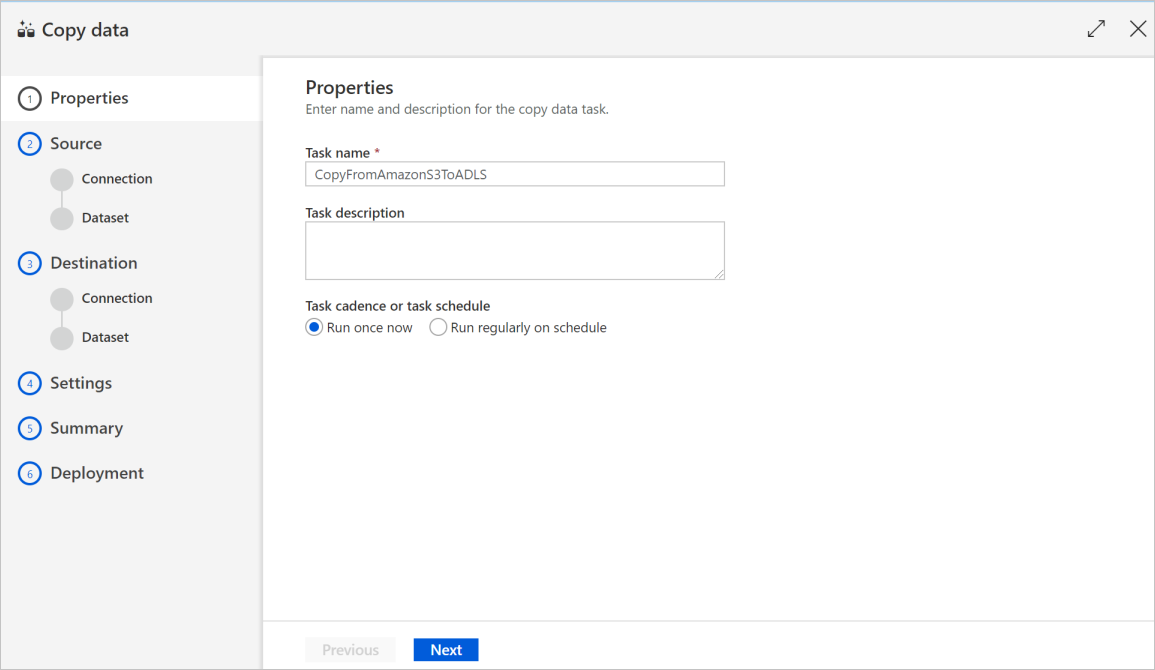 Copy data
1 Properties
2 Source
Connection
Dataset
3 Destination
Connection
Dataset
4 Settings
5 Summary
6 Deployment
Properties
Enter name and description for the copy data task.
Task name *
CopyFromAmazonS3ToADLS
Task description
Task cadence or task schedule
Run once now Run regularly on schedule
Previous Next